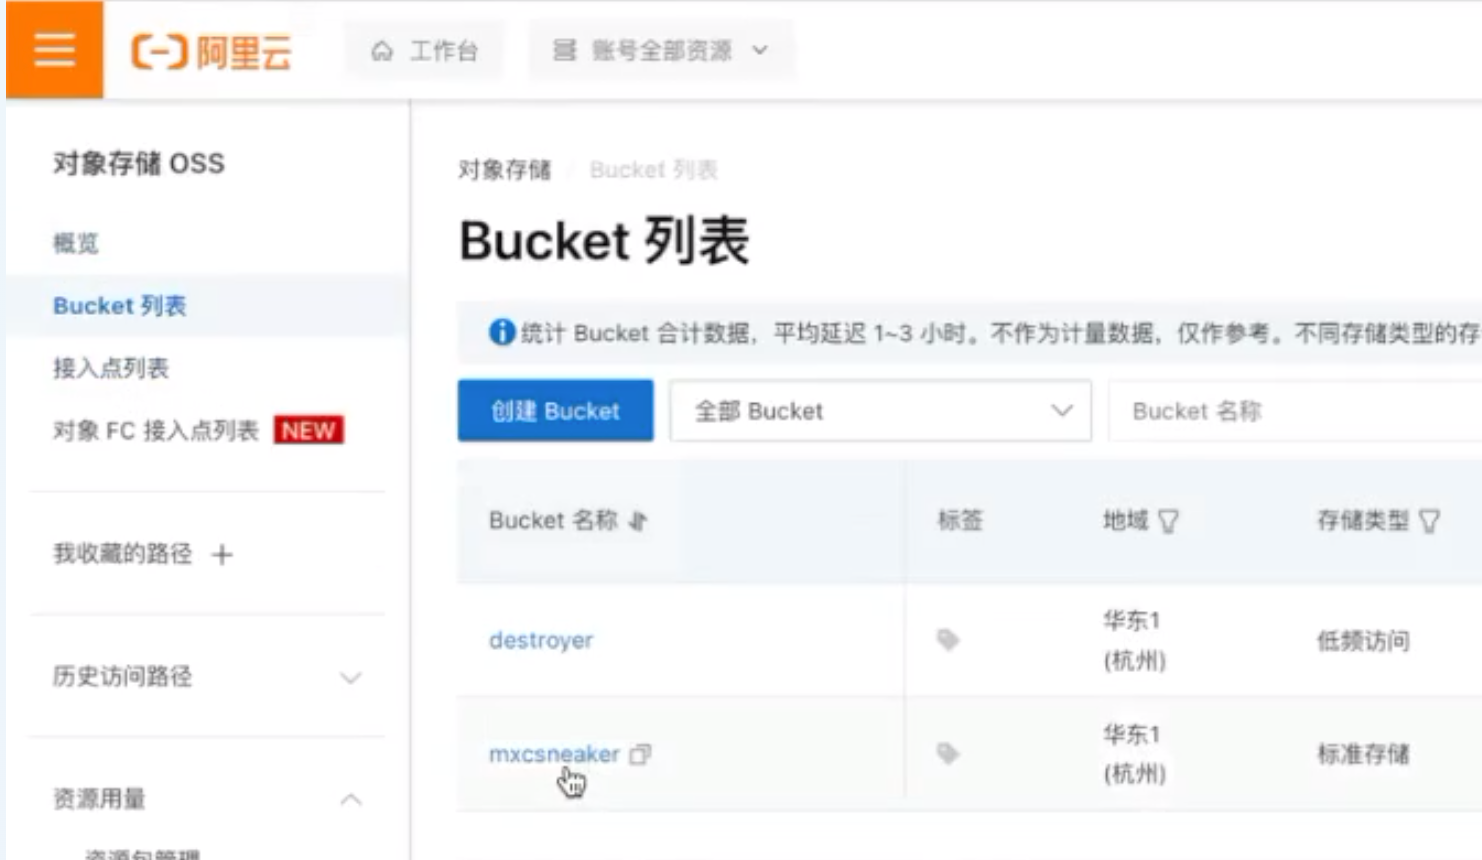 阿里云 工作台 账号全部资源
对象存储 OSS
概览
Bucket 列表
接入点列表
对象 FC 接入点列表 NEW
我收藏的路径
历史访问路径
资源用量
资源包管理
对象存储 / Bucket 列表
Bucket 列表
统计 Bucket 合计数据，平均延迟 1~3 小时。不作为计量数据，仅作参考。不同存储类型的存
创建 Bucket 全部 Bucket Bucket 名称
Bucket 名称 标签 地域 存储类型
destroyer 华东1 (杭州) 低频访问
mxcsneaker 华东1 (杭州) 标准存储